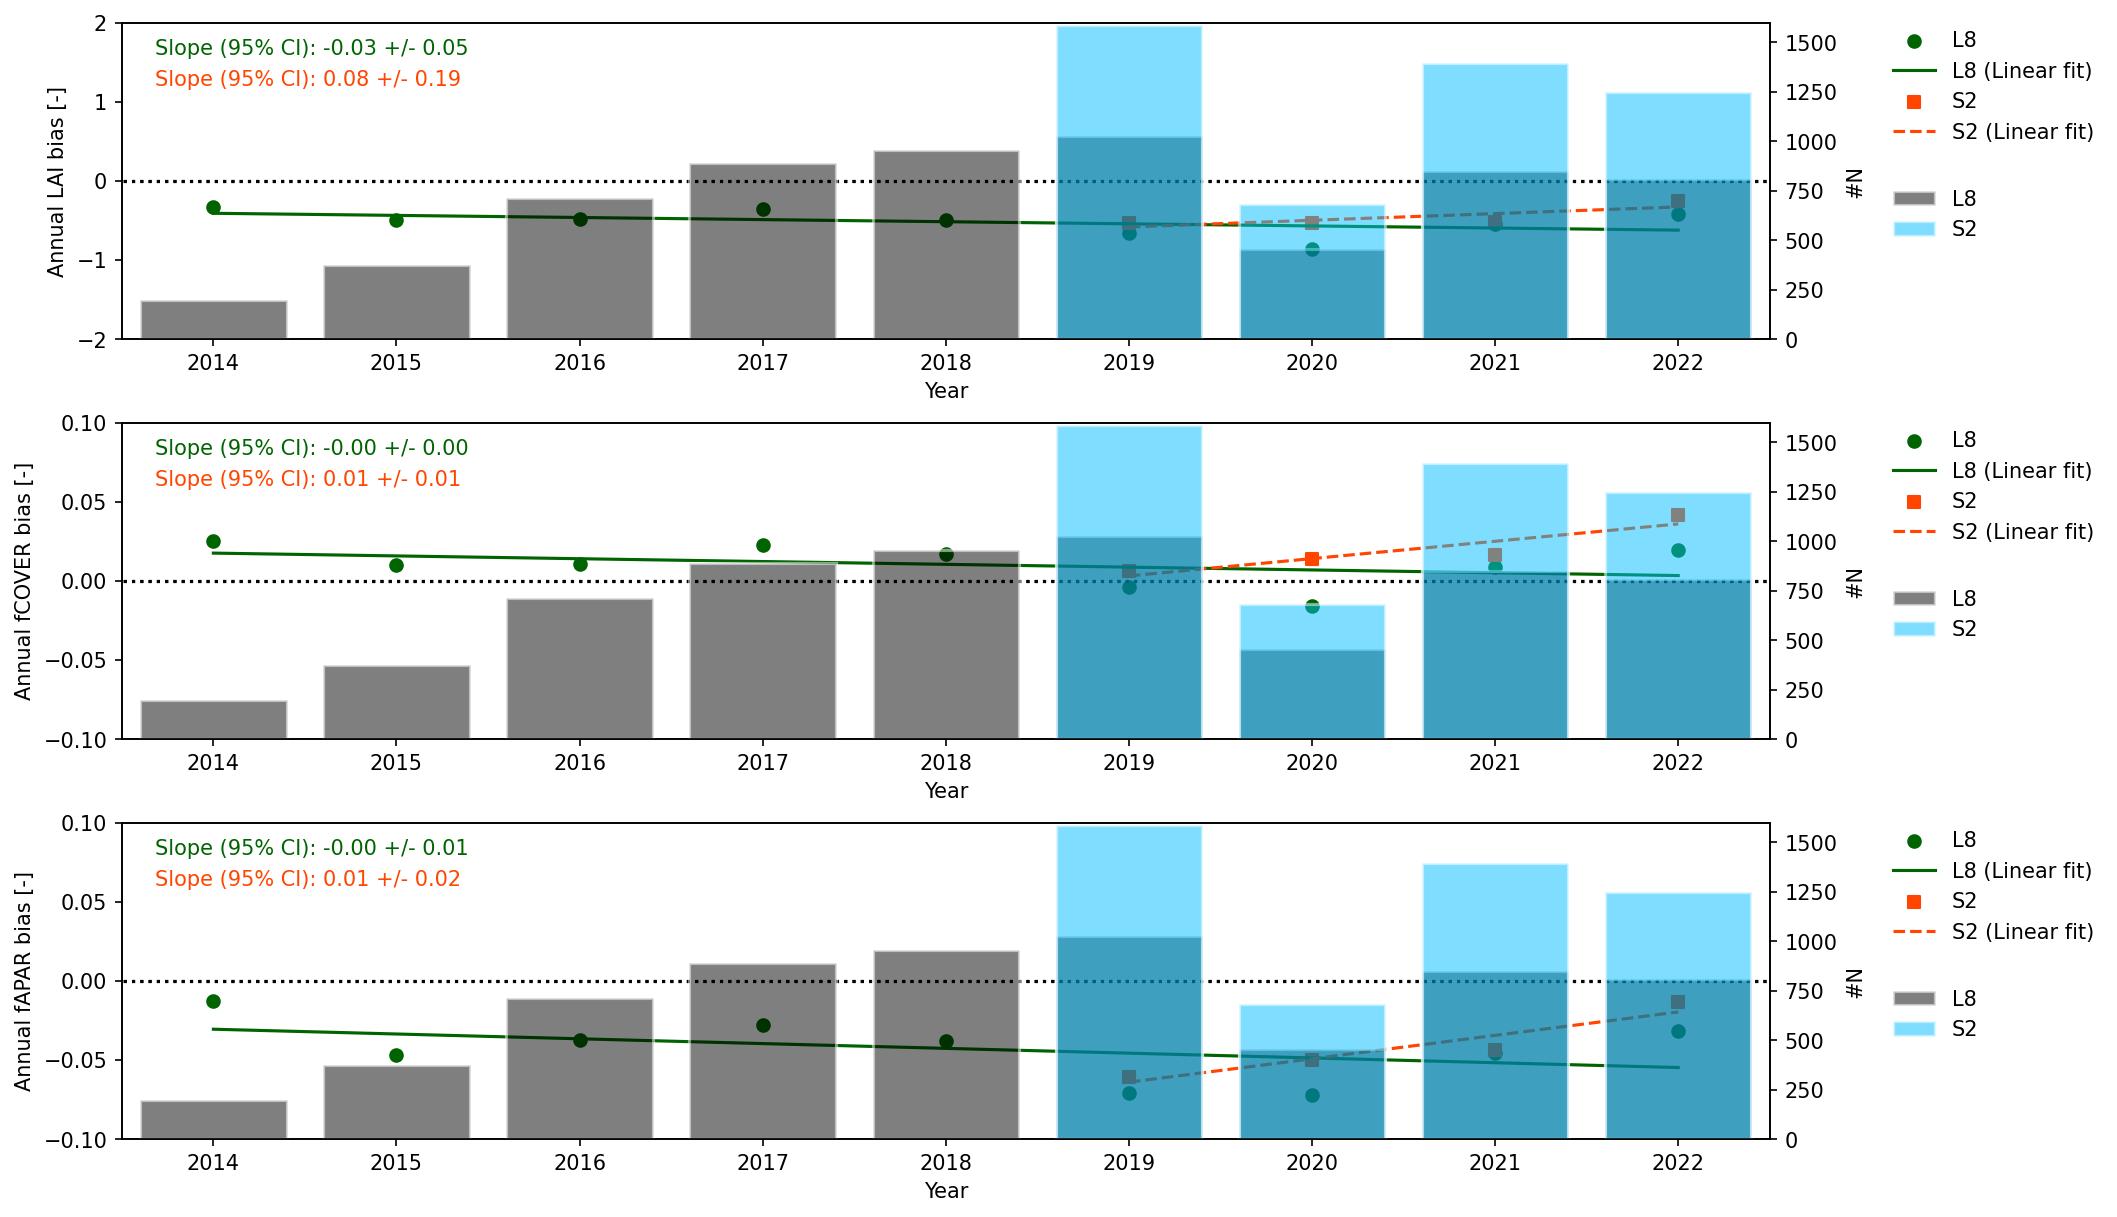 Slope (95% CI): -0.03 +/- 0.05
Slope (95% CI): 0.08 +/- 0.19
Annual LAI bias [-]
2
1
0
−1
−2
1500
1250
1000
750
500
250
0
#N
2014 2015 2016 2017 2018 2019 2020 2021 2022
Year
L8
L8 (Linear fit)
S2
S2 (Linear fit)
L8
S2
Slope (95% CI): -0.00 +/- 0.00
Slope (95% CI): 0.01 +/- 0.01
Annual fCOVER bias [-]
0.10
0.05
0.00
−0.05
−0.10
1500
1250
1000
750
500
250
0
#N
2014 2015 2016 2017 2018 2019 2020 2021 2022
Year
L8
L8 (Linear fit)
S2
S2 (Linear fit)
L8
S2
Slope (95% CI): -0.00 +/- 0.01
Slope (95% CI): 0.01 +/- 0.02
Annual fAPAR bias [-]
0.10
0.05
0.00
−0.05
−0.10
1500
1250
1000
750
500
250
0
#N
2014 2015 2016 2017 2018 2019 2020 2021 2022
Year
L8
L8 (Linear fit)
S2
S2 (Linear fit)
L8
S2